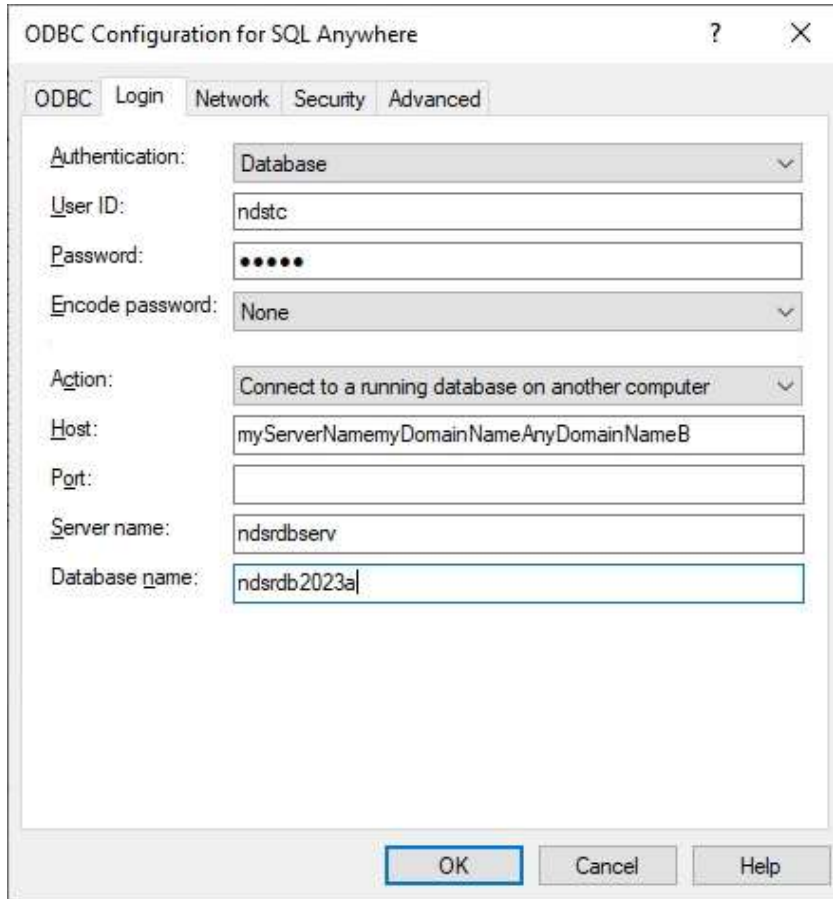 ODBC Configuration for SQL Anywhere ?
ODBC Login Network Security Advanced
Authentication: Database
User ID: ndstc
Password: •••••
Encode password: None
Action: Connect to a running database on another computer
Host: myServerNamemyDomainNameAnyDomainNameB
Port:
Server name: ndsrdbserv
Database name: ndsrdb2023a
OK Cancel Help